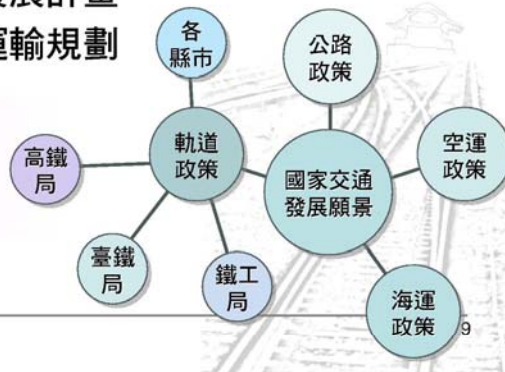 展計畫
運輸規劃
各
縣市
公路
政策
高鐵
局
軌道
政策
國家交通
發展願景
空運
政策
臺鐵
局
鐵工
局
海運
政策
9